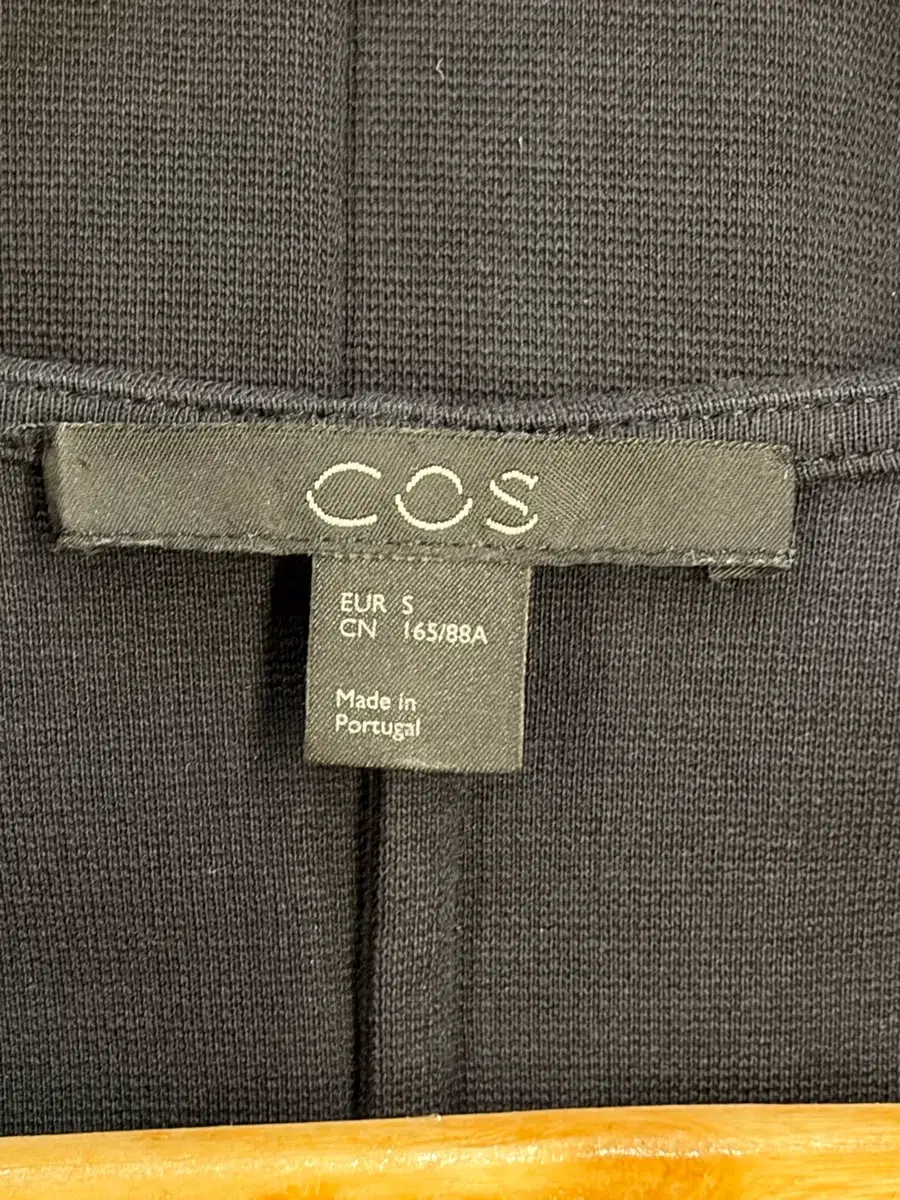 COS
EUR S
CN 165/88A
Made in
Portugal